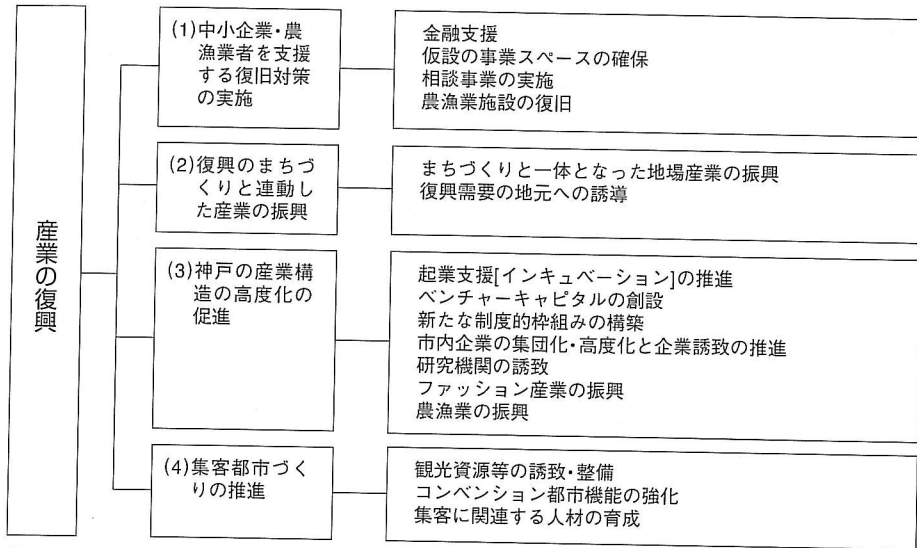 産業の復興
(1)中小企業・農
漁業者を支援
する復旧対策
の実施
金融支援
仮設の事業スペースの確保
相談事業の実施
農漁業施設の復旧
(2)復興のまちづ
くりと連動し
た産業の振興
まちづくりと一体となった地場産業の振興
復興需要の地元への誘導
(3)神戸の産業構
造の高度化の
促進
起業支援[インキュベーション]の推進
ベンチャーキャピタルの創設
新たな制度的枠組みの構築
市内企業の集団化・高度化と企業誘致の推進
研究機関の誘致
ファッション産業の振興
農漁業の振興
(4)集客都市づく
りの推進
観光資源等の誘致・整備
コンベンション都市機能の強化
集客に関連する人材の育成